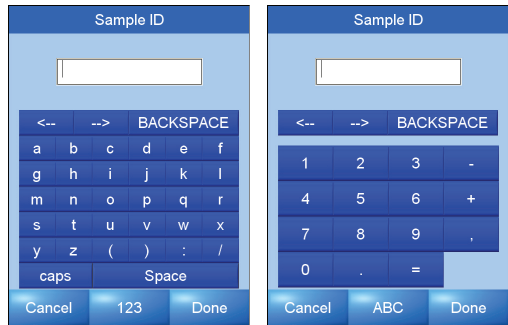 Sample ID
<-- --> BACKSPACE
a b c d e f
g h i j k l
m n o p q r
s t u v w x
y z ( ) : /
caps Space
Cancel 123 Done
Sample ID
<-- --> BACKSPACE
1 2 3 -
4 5 6 +
7 8 9 ,
0 . =
Cancel ABC Done